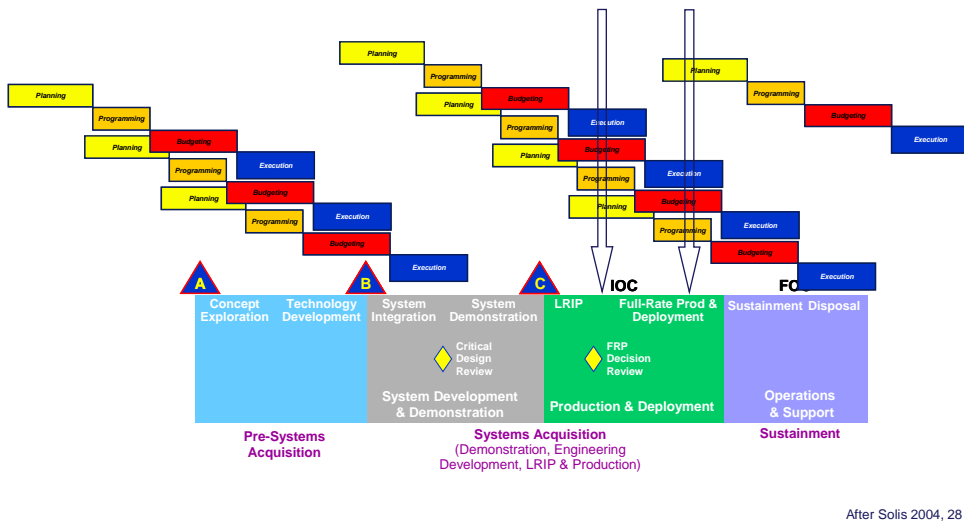 Planning
Programming
Budgeting
Execution
Planning
Programming
Budgeting
Execution
Planning
Programming
Budgeting
Execution
Planning
Programming
Budgeting
Execution
Planning
Programming
Budgeting
Execution
Planning
Programming
Budgeting
Execution
Planning
Programming
Budgeting
Execution
Planning
Programming
Budgeting
Execution
A
B
C
IOC
Concept
Exploration
Technology
Development
System
Integration
System
Demonstration
LRIP
Full-Rate Prod &
Deployment
Sustainment Disposal
Critical
Design
Review
FRP
Decision
Review
System Development
& Demonstration
Production & Deployment
Operations
& Support
Pre-Systems
Acquisition
Systems Acquisition
(Demonstration, Engineering
Development, LRIP & Production)
Sustainment
After Solis 2004, 28